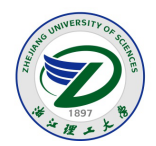 ZHEJIANG UNIVERSITY OF SCIENCES
1897
浙江理工大学